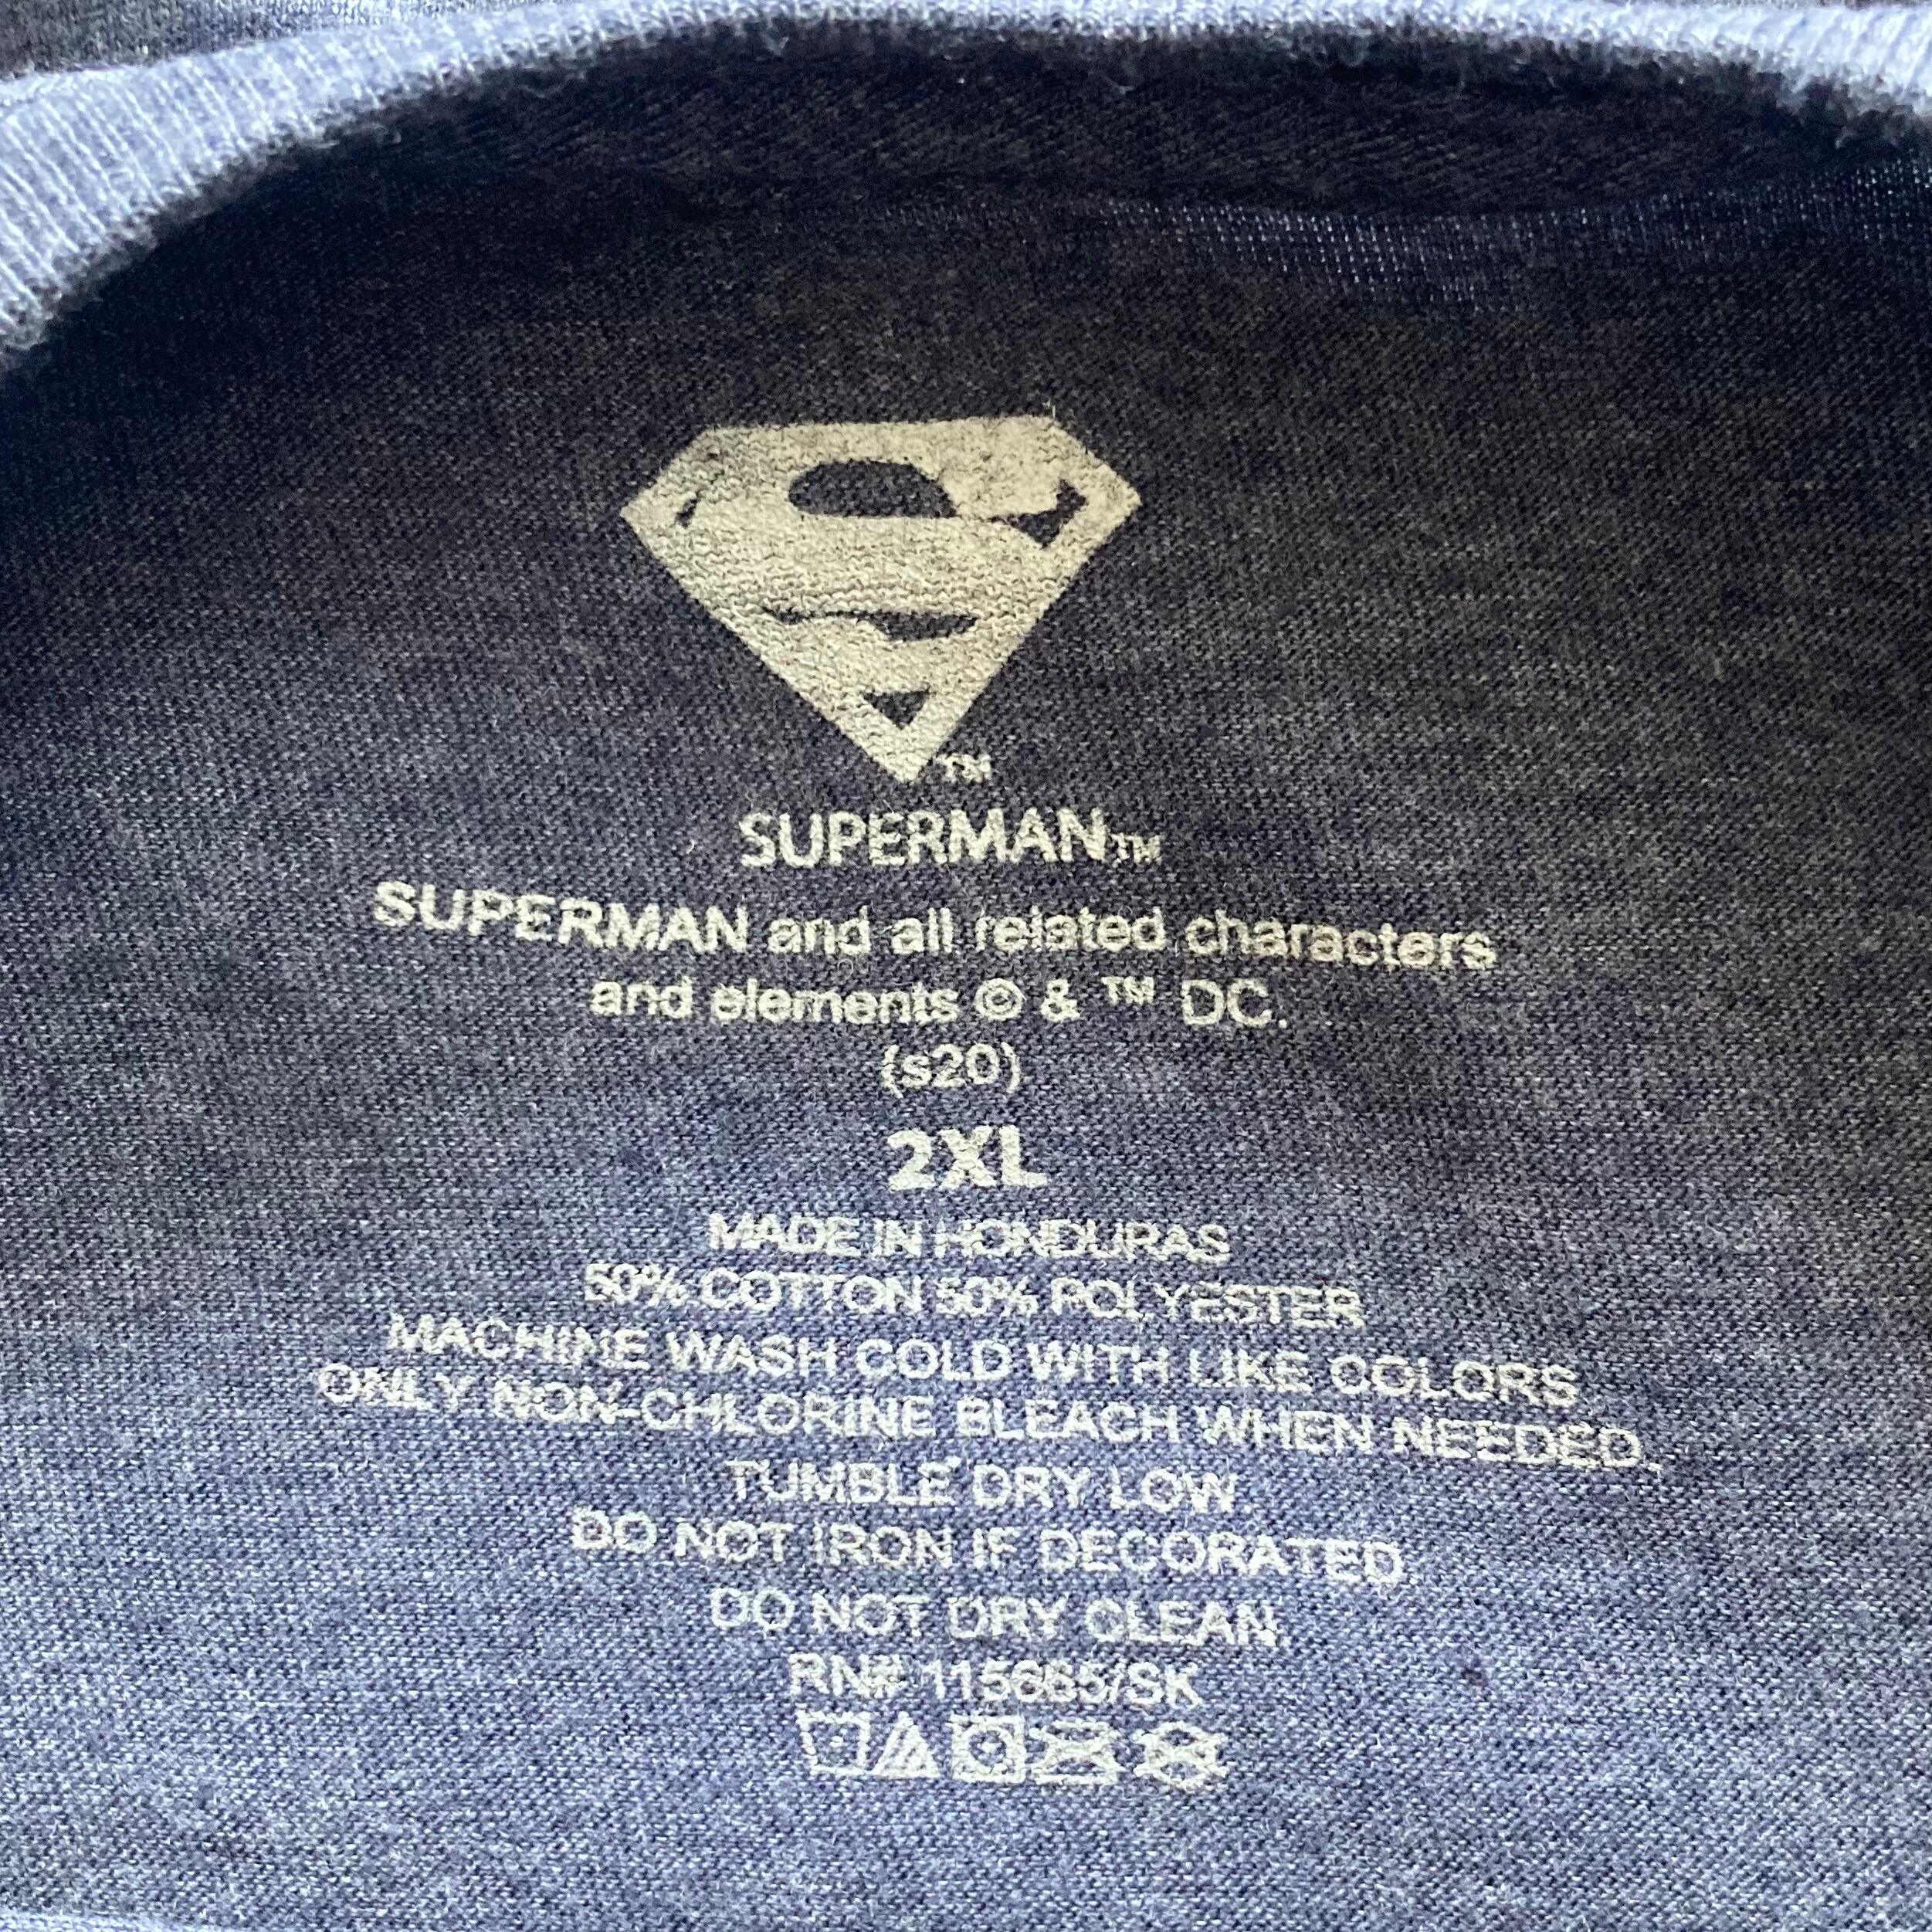 TM
SUPERMAN™
SUPERMAN and all related characters
and elements © & ™ DC.
(s20)
2XL
MADE IN HONDURAS
50% COTTON 50% POLYESTER
MACHINE WASH COLD WITH LIKE COLORS
ONLY NON-CHLORINE BLEACH WHEN NEEDED.
TUMBLE DRY LOW.
DO NOT IRON IF DECORATED
DO NOT DRY CLEAN
RN# 115665/SK